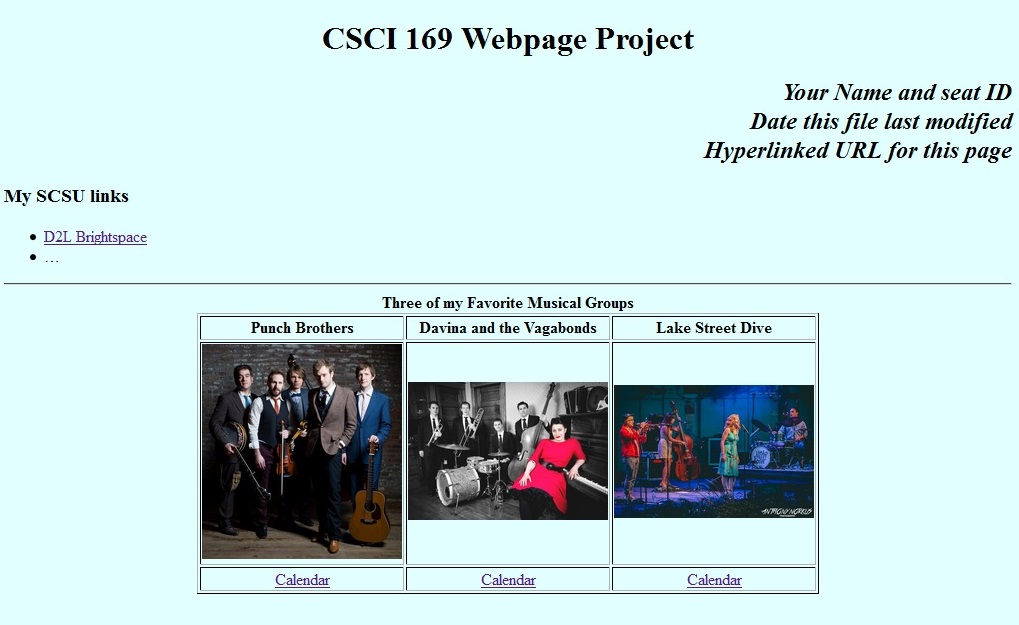 CSCI 169 Webpage Project
Your Name and seat ID
Date this file last modified
Hyperlinked URL for this page
My SCSU links
• D2L Brightspace
• …
Three of my Favorite Musical Groups
Punch Brothers Davina and the Vagabonds Lake Street Dive
Calendar Calendar Calendar